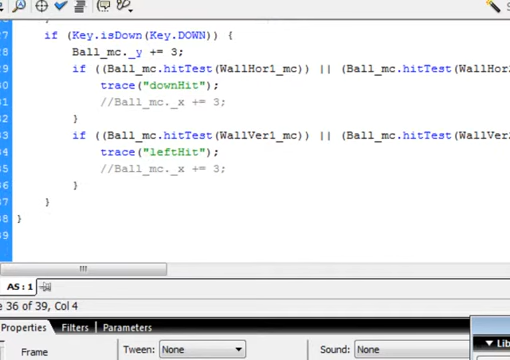 27 if (Key.isDown(Key.DOWN)) {
28 Ball_mc._y += 3;
29 if ((Ball_mc.hitTest(WallHor1_mc)) || (Ball_mc.hitTest(WallHor
30 trace("downHit");
31 //Ball_mc._x += 3;
32 }
33 if ((Ball_mc.hitTest(WallVer1_mc)) || (Ball_mc.hitTest(WallVer2
34 trace("leftHit");
35 //Ball_mc._x += 3;
36 }
37 }
38 }
39
AS : 1
e 36 of 39, Col 4
Properties Filters Parameters
Lib
Frame Tween: None Sound: None